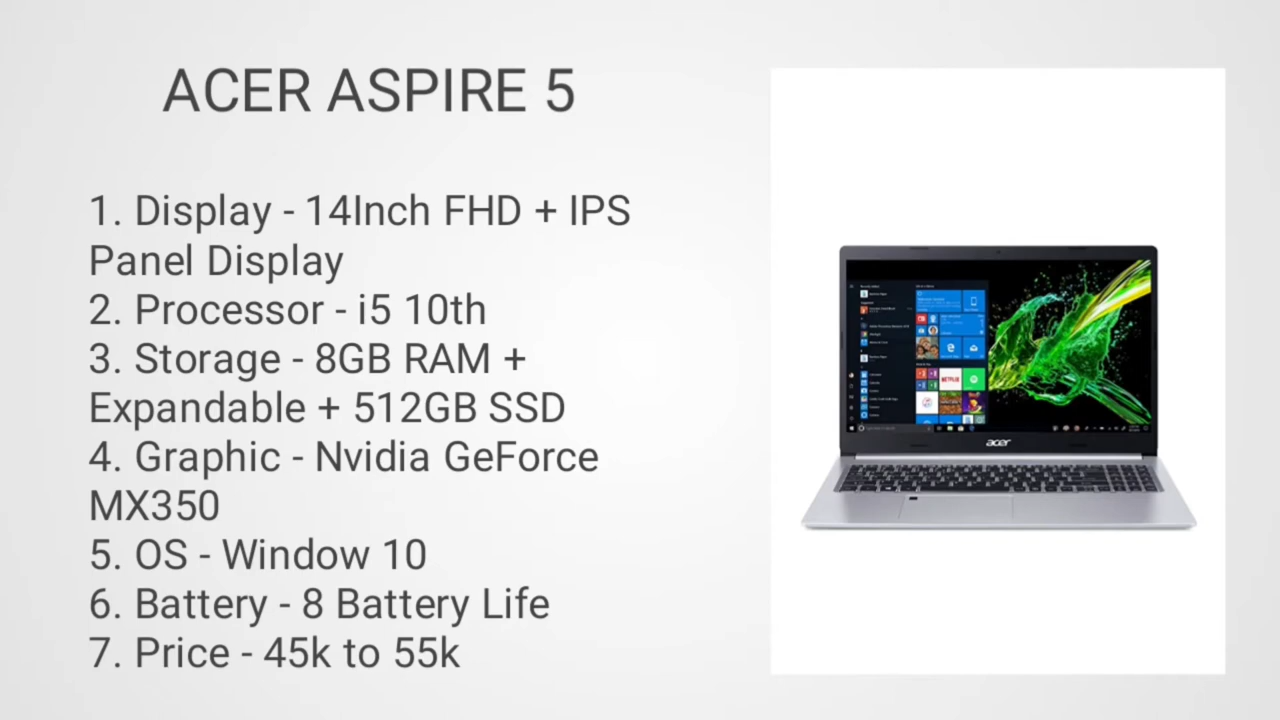 ACER ASPIRE 5
1. Display - 14Inch FHD + IPS
Panel Display
2. Processor - i5 10th
3. Storage - 8GB RAM +
Expandable + 512GB SSD
4. Graphic - Nvidia GeForce
MX350
5. OS - Window 10
6. Battery - 8 Battery Life
7. Price - 45k to 55k
NETFLIX
acer